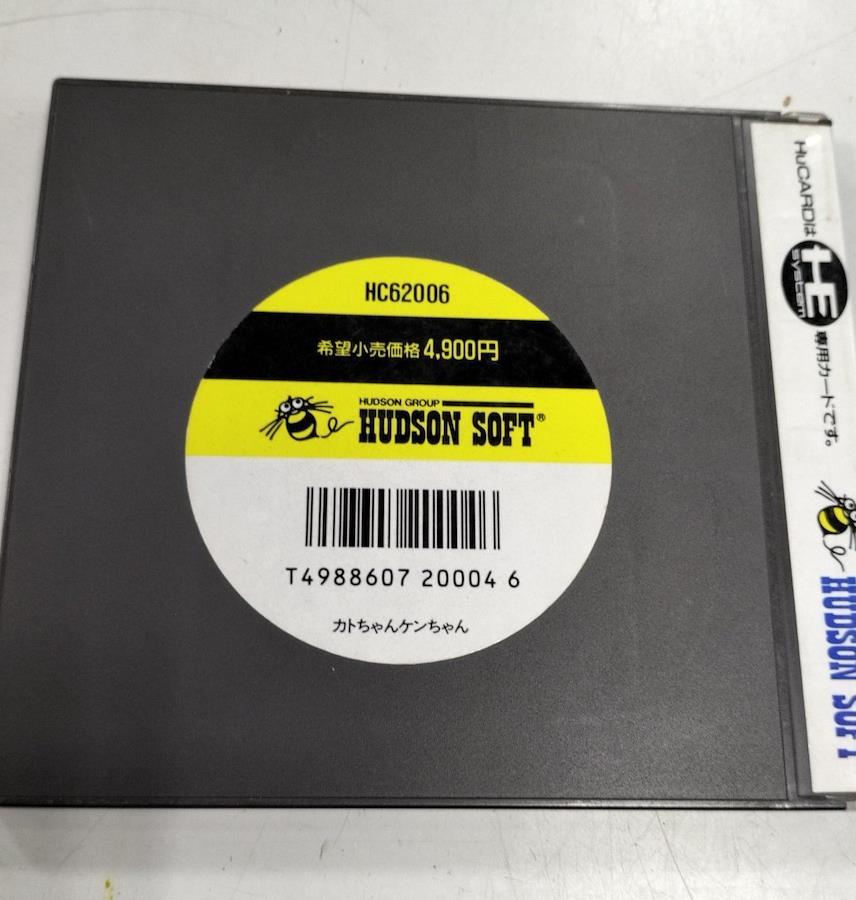 HC62006
希望小売価格 4,900円
HUDSON GROUP
HUDSON SOFT®
T4988607 20004 6
カトちゃんケンちゃん
HuCARDは
HE
system
専用カードです。
HUDSON SOFT